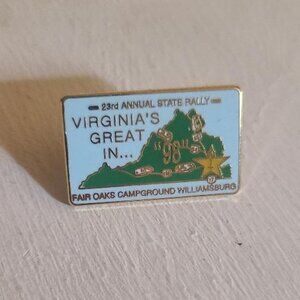 23rd ANNUAL STATE RALLY
VIRGINIA'S
GREAT
IN...
"98"
FAIR OAKS CAMPGROUND WILLIAMSBURG